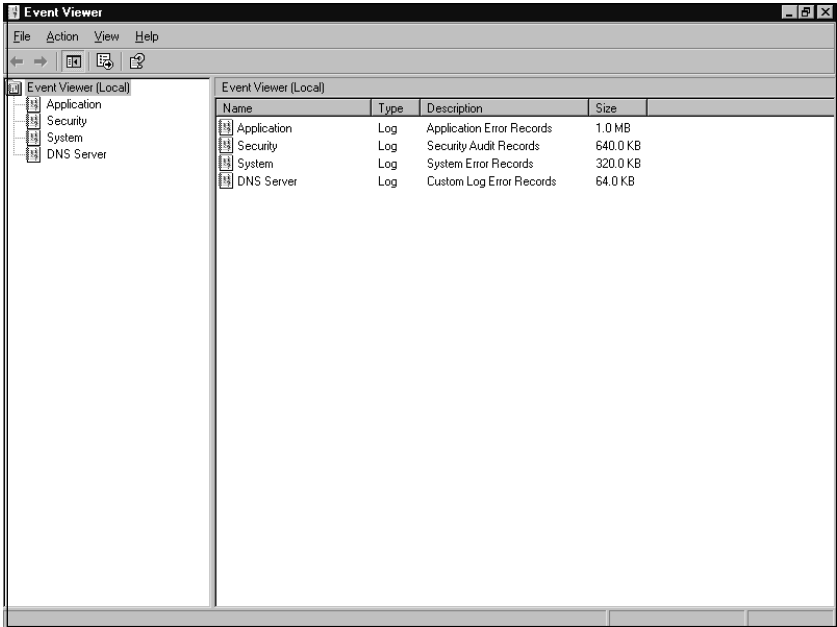 Event Viewer
File Action View Help
Event Viewer (Local)
Application
Security
System
DNS Server
Event Viewer (Local)
Name Type Description Size
Application Log Application Error Records 1.0 MB
Security Log Security Audit Records 640.0 KB
System Log System Error Records 320.0 KB
DNS Server Log Custom Log Error Records 64.0 KB